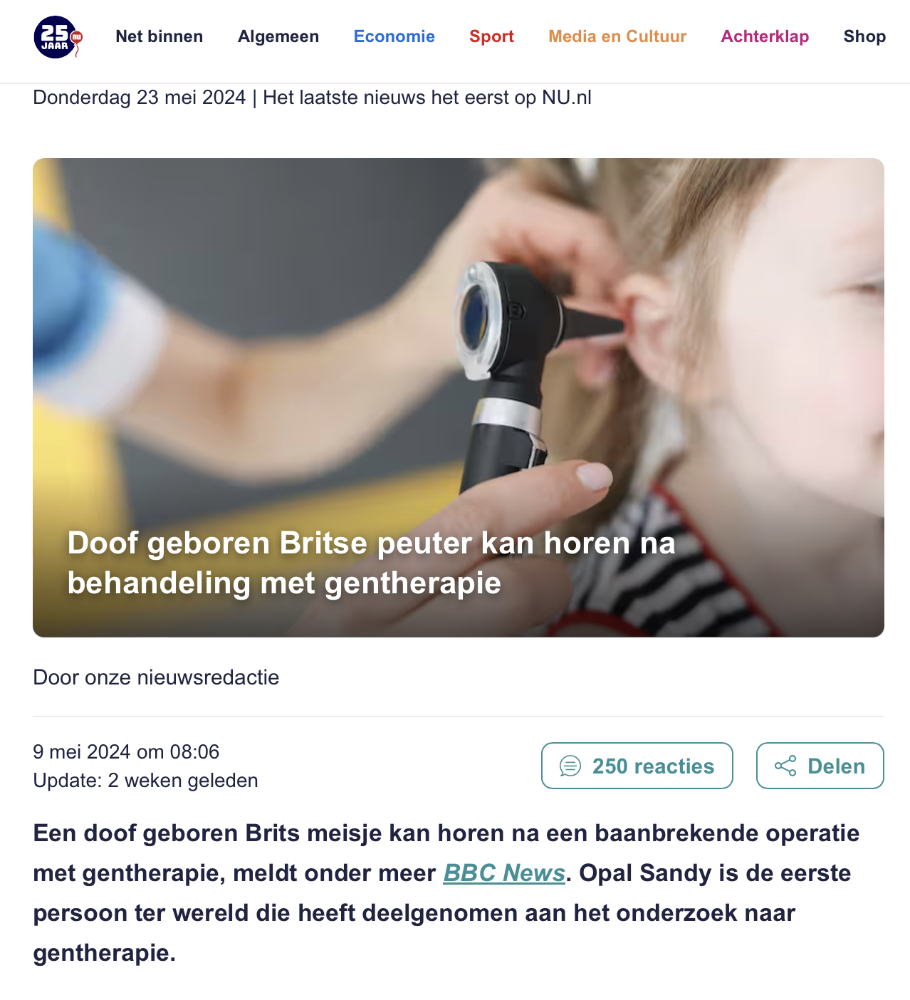 25 nu
JAAR
Net binnen Algemeen Economie Sport Media en Cultuur Achterklap Shop
Donderdag 23 mei 2024 | Het laatste nieuws het eerst op NU.nl
Doof geboren Britse peuter kan horen na
behandeling met gentherapie
Door onze nieuwsredactie
9 mei 2024 om 08:06
Update: 2 weken geleden
250 reacties Delen
Een doof geboren Brits meisje kan horen na een baanbrekende operatie
met gentherapie, meldt onder meer BBC News. Opal Sandy is de eerste
persoon ter wereld die heeft deelgenomen aan het onderzoek naar
gentherapie.